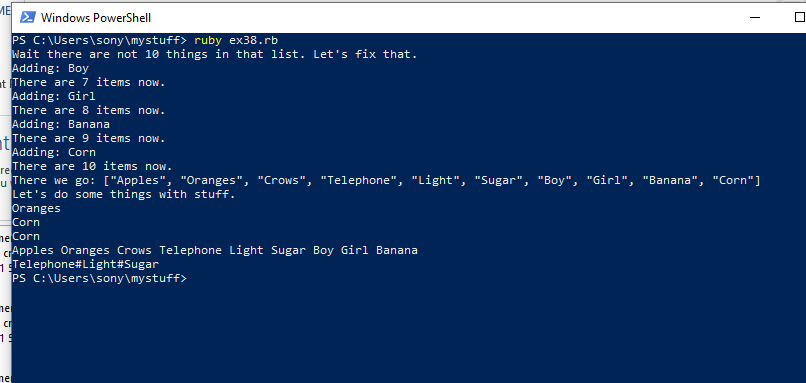 Windows PowerShell
PS C:\Users\sony\mystuff> ruby ex38.rb
Wait there are not 10 things in that list. Let's fix that.
Adding: Boy
There are 7 items now.
Adding: Girl
There are 8 items now.
Adding: Banana
There are 9 items now.
Adding: Corn
There are 10 items now.
There we go: ["Apples", "Oranges", "Crows", "Telephone", "Light", "Sugar", "Boy", "Girl", "Banana", "Corn"]
Let's do some things with stuff.
Oranges
Corn
Corn
Apples Oranges Crows Telephone Light Sugar Boy Girl Banana
Telephone#Light#Sugar
PS C:\Users\sony\mystuff>